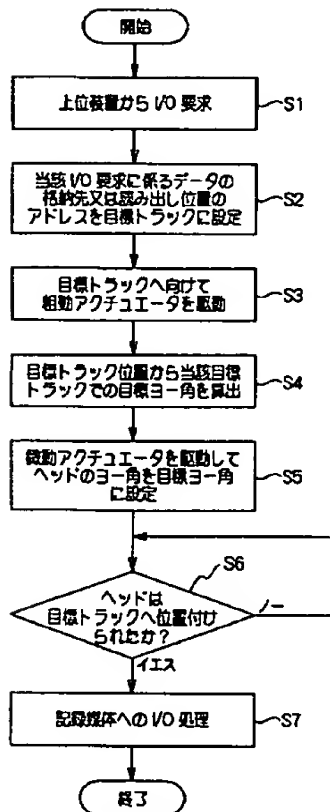 開始
上位装置から I/O 要求
S1
当該 I/O 要求に係るデータの
格納先又は読み出し位置の
アドレスを目標トラックに設定
S2
目標トラックへ向けて
粗動アクチュエータを駆動
S3
目標トラック位置から当該目標
トラックでの目標ヨー角を算出
S4
微動アクチュエータを駆動して
ヘッドのヨー角を目標ヨー角
に設定
S5
S6
ヘッドは
目標トラックへ位置付け
られたか?
ノー
イエス
記録媒体への I/O 処理
S7
終了